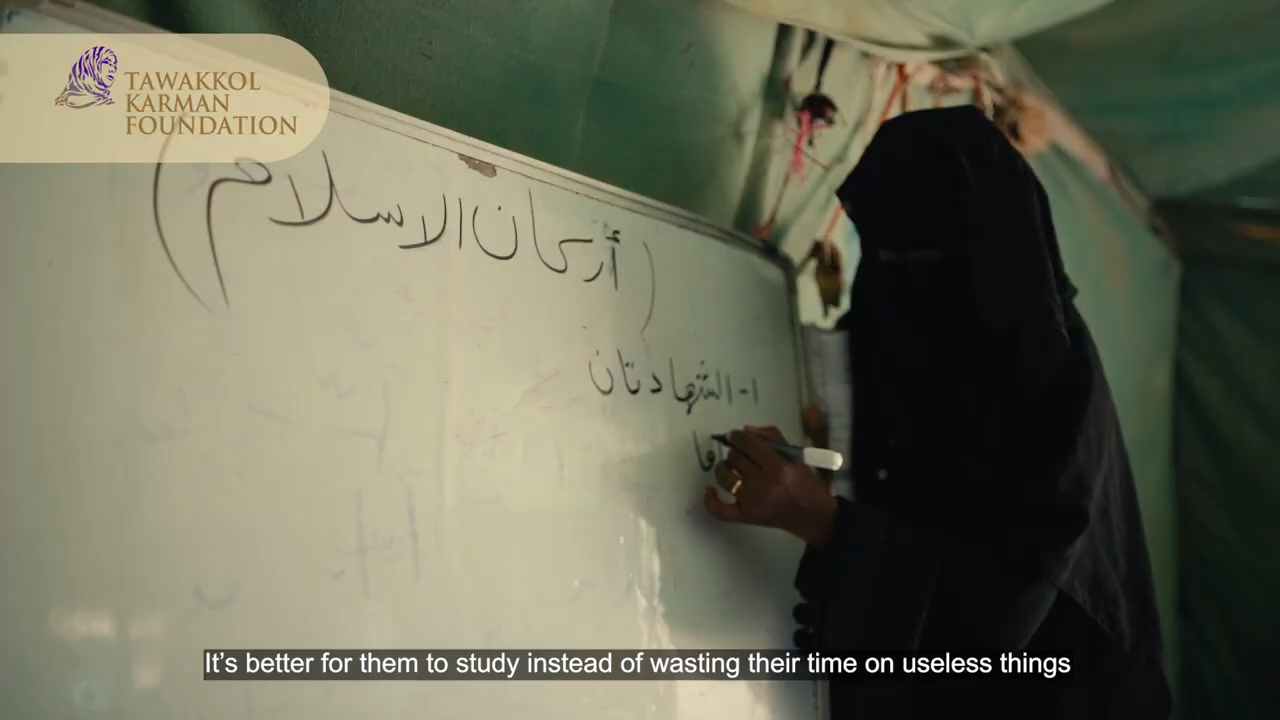 TAWAKKOL
KARMAN
FOUNDATION
(أركان الاسلام)
١- الشهادتان
It's better for them to study instead of wasting their time on useless things